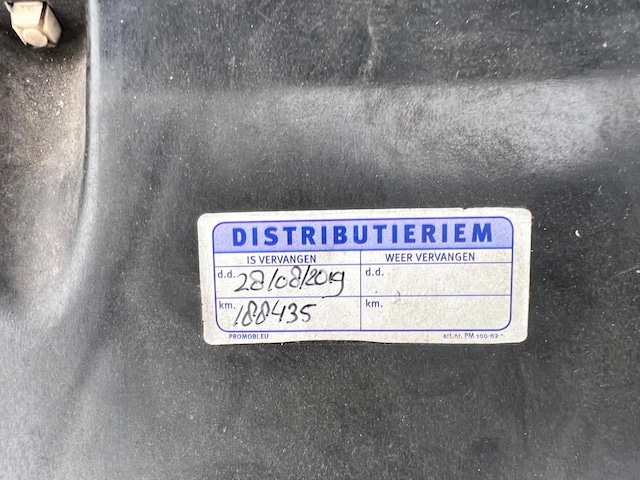 DISTRIBUTIERIEM
IS VERVANGEN WEER VERVANGEN
d.d. 28/08/2019 d.d.
km. 188435 km.
PROMOBI.EU art.nr. PM 100-02